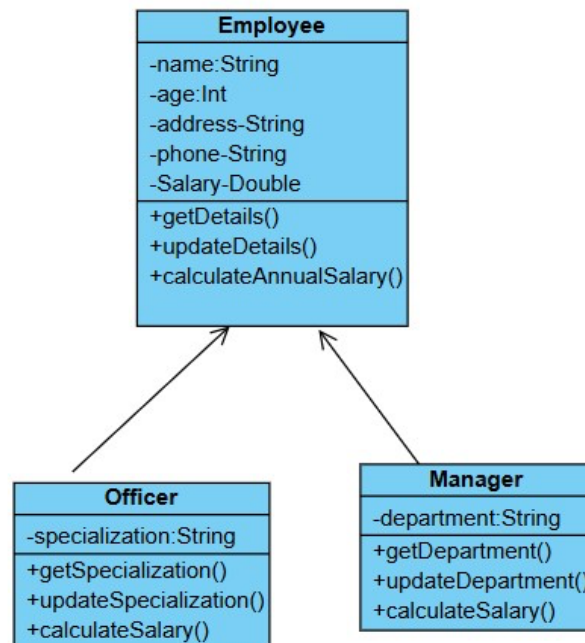 Employee
-name:String
-age:Int
-address-String
-phone-String
-Salary-Double
+getDetails()
+updateDetails()
+calculateAnnualSalary()
Officer
-specialization:String
+getSpecialization()
+updateSpecialization()
+calculateSalary()
Manager
-department:String
+getDepartment()
+updateDepartment()
+calculateSalary()